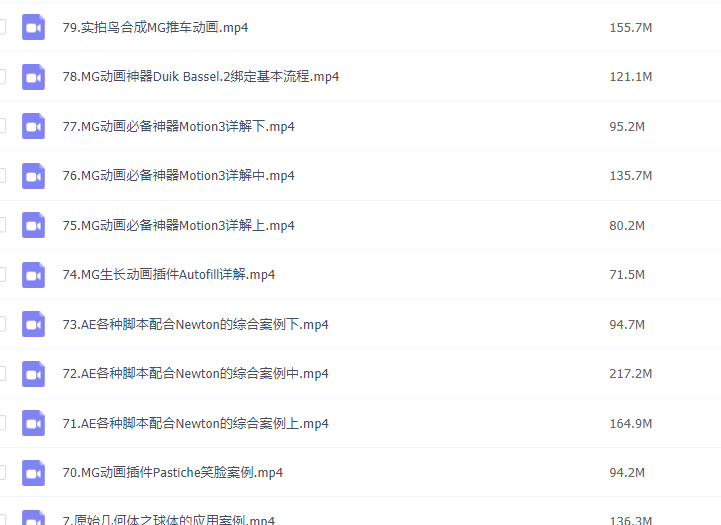 79.实拍鸟合成MG推车动画.mp4 155.7M
78.MG动画神器Duik Bassel.2绑定基本流程.mp4 121.1M
77.MG动画必备神器Motion3详解下.mp4 95.2M
76.MG动画必备神器Motion3详解中.mp4 135.7M
75.MG动画必备神器Motion3详解上.mp4 80.2M
74.MG生长动画插件Autofill详解.mp4 71.5M
73.AE各种脚本配合Newton的综合案例下.mp4 94.7M
72.AE各种脚本配合Newton的综合案例中.mp4 217.2M
71.AE各种脚本配合Newton的综合案例上.mp4 164.9M
70.MG动画插件Pastiche笑脸案例.mp4 94.2M
7.原始几何体之球体的应用案例.mp4 136.3M